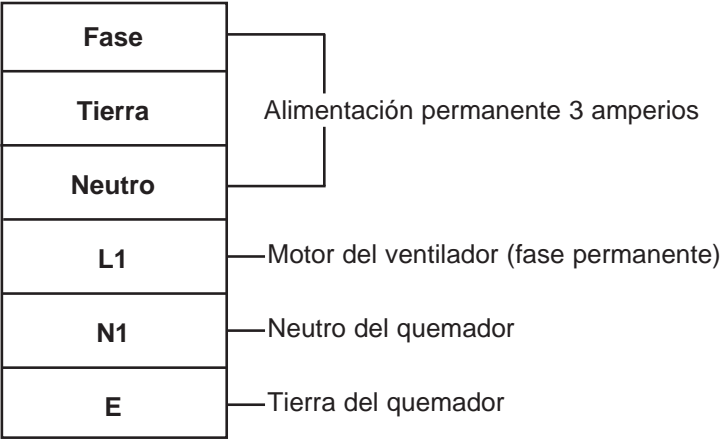 Fase
Tierra
Alimentación permanente 3 amperios
Neutro
L1
Motor del ventilador (fase permanente)
N1
Neutro del quemador
E
Tierra del quemador